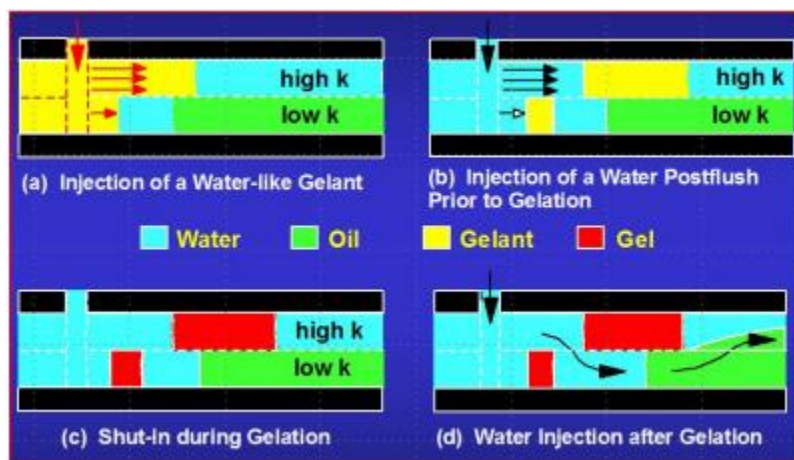 high k
low k
(a) Injection of a Water-like Gelant
high k
low k
(b) Injection of a Water Postflush
Prior to Gelation
Water
Oil
Gelant
Gel
high k
low k
(c) Shut-in during Gelation
(d) Water Injection after Gelation